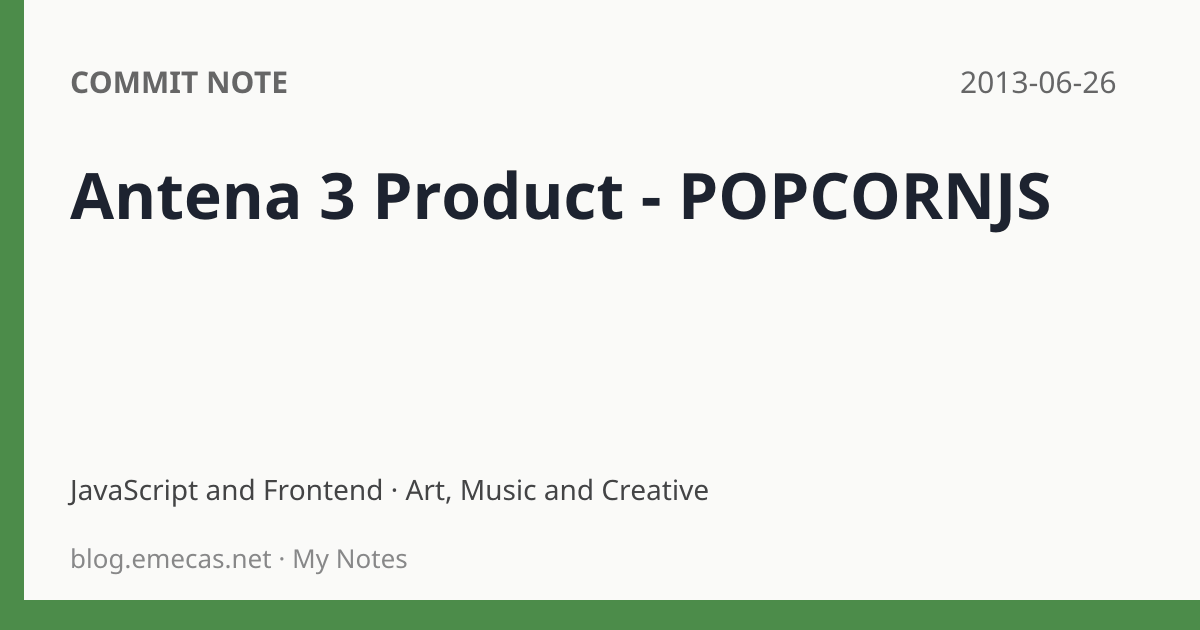 COMMIT NOTE
2013-06-26
Antena 3 Product - POPCORNJS
JavaScript and Frontend · Art, Music and Creative
blog.emecas.net · My Notes